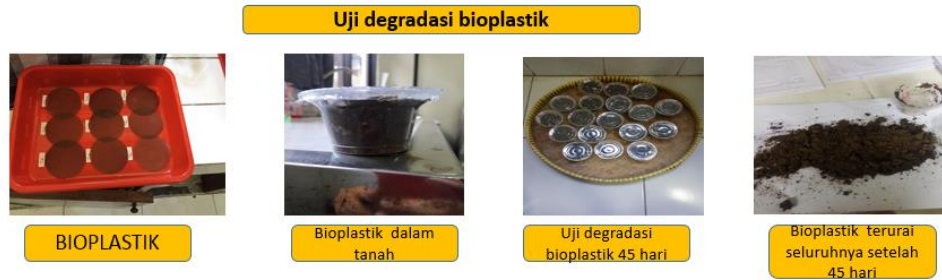 Uji degradasi bioplastik
BIOPLASTIK
Bioplastik dalam
tanah
Uji degradasi
bioplastik 45 hari
Bioplastik terurai
seluruhnya setelah
45 hari